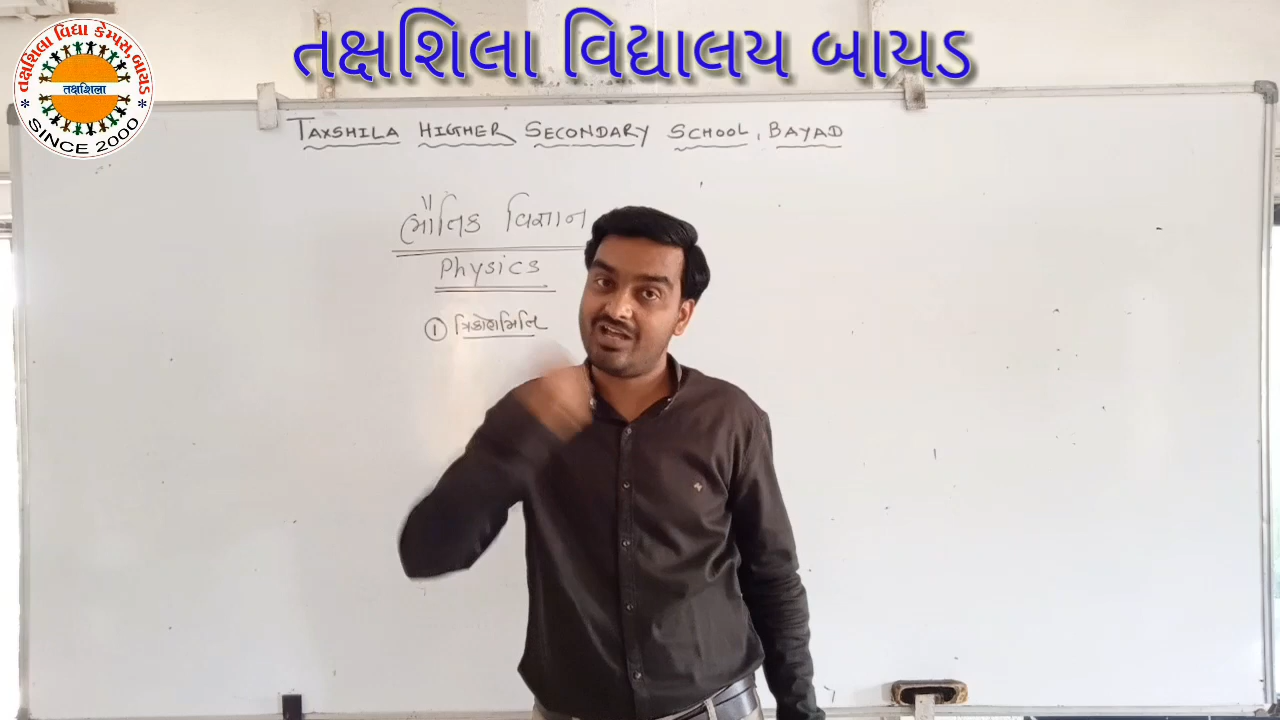 તક્ષશિલા વિદ્યાલય બાયડ
તક્ષશિલા વિદ્યા કેમ્પસ, બાયડ
તક્ષશિલા
* SINCE 2000 *
TAXSHILA HIGHER SECONDARY SCHOOL, BAYAD
ભૌતિક વિજ્ઞાન
Physics
① ત્રિકોણમિતિ